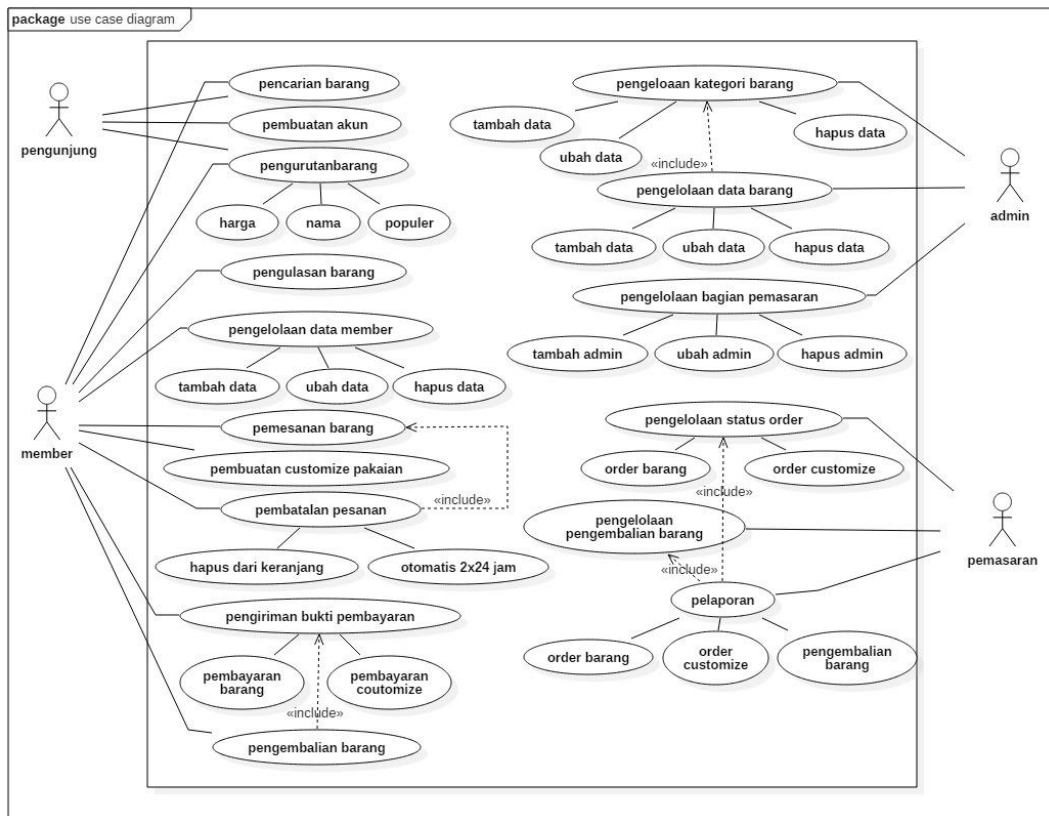 package use case diagram
pengunjung
member
pencarian barang
pembuatan akun
pengurutanbarang
harga
nama
populer
pengulasan barang
pengelolaan data member
tambah data
ubah data
hapus data
pemesanan barang
pembuatan customize pakaian
pembatalan pesanan
«include»
hapus dari keranjang
otomatis 2x24 jam
pengiriman bukti pembayaran
pembayaran
barang
pembayaran
coutomize
«include»
pengembalian barang
pengeloaan kategori barang
tambah data
ubah data
hapus data
«include»
pengelolaan data barang
tambah data
ubah data
hapus data
pengelolaan bagian pemasaran
tambah admin
ubah admin
hapus admin
pengelolaan status order
order barang
order customize
«include»
pengelolaan
pengembalian barang
«include»
pelaporan
order barang
order
customize
pengembalian
barang
admin
pemasaran